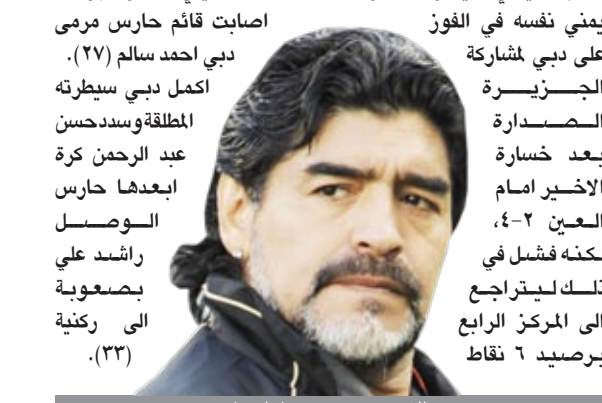 يمني نفسه في الفوز
على دبي لمشاركة
الجزيرة
الصدارة
بعد خسارة
الاخير امام
العين ٢-٤،
لكنه فشل في
ذلك ليتراجع
الى المركز الرابع
برصيد ٦ نقاط
اصابت قائم حارس مرمى
دبي احمد سالم (٢٧).
اكمل دبي سيطرته
المطلقة وسددحسن
عبد الرحمن كرة
ابعدها حارس
الوصل
راشد علي
بصعوبة
الى ركنية
(٣٣).